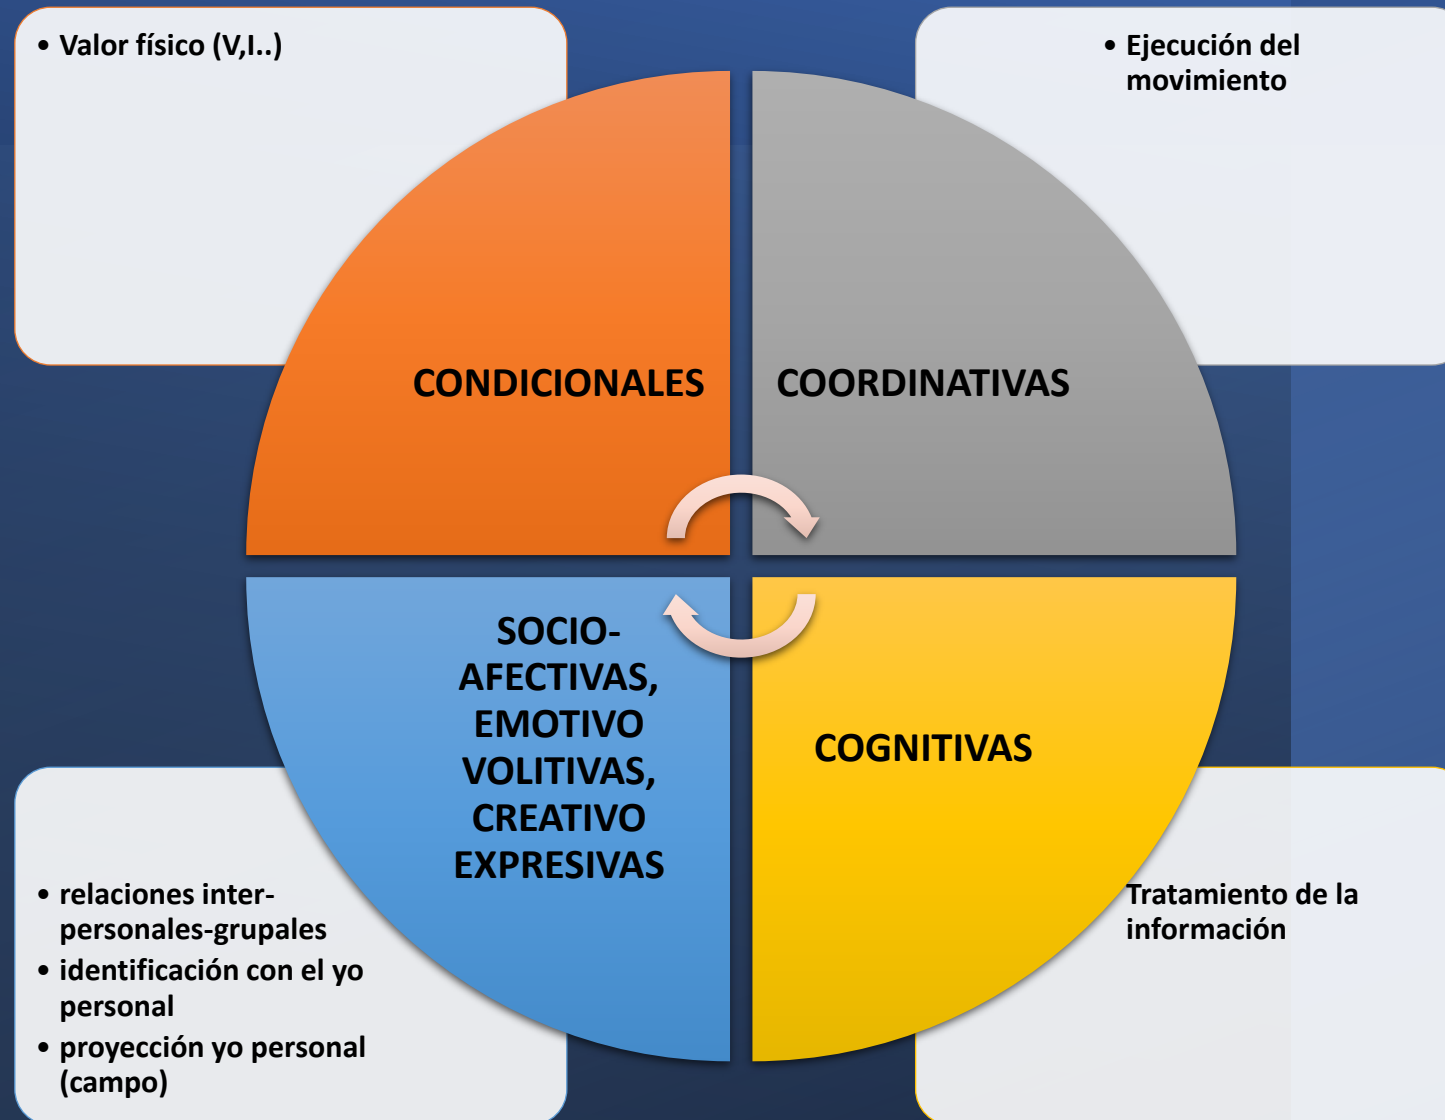 • Valor físico (V,I..)
• Ejecución del
movimiento
CONDICIONALES
COORDINATIVAS
SOCIO-
AFECTIVAS,
EMOTIVO
VOLITIVAS,
CREATIVO
EXPRESIVAS
COGNITIVAS
• relaciones inter-
personales-grupales
• identificación con el yo
personal
• proyección yo personal
(campo)
Tratamiento de la
información